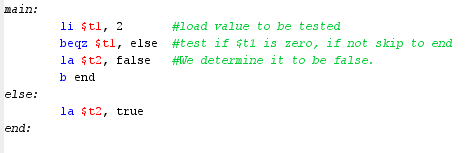 main:
li $t1, 2 #load value to be tested
beqz $t1, else #test if $t1 is zero, if not skip to end
la $t2, false #We determine it to be false.
b end
else:
la $t2, true
end: